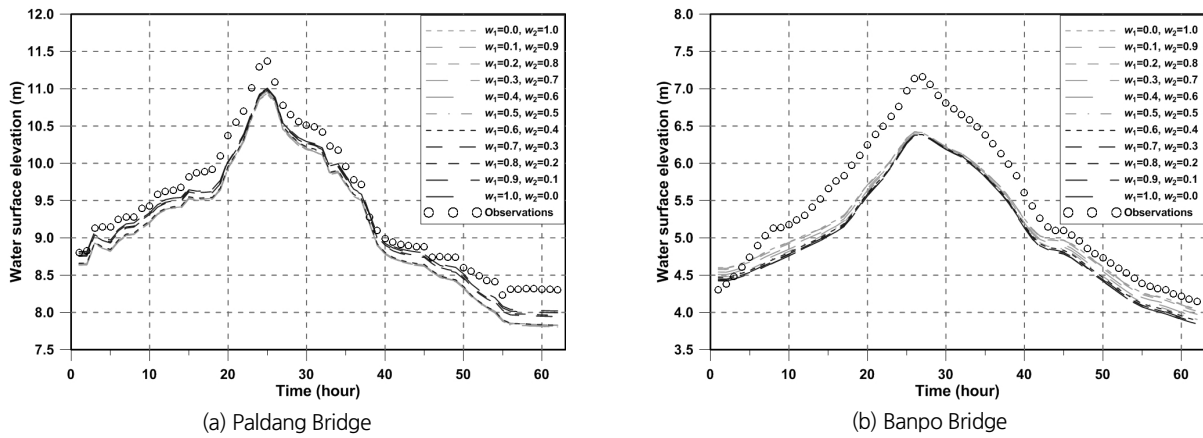 12.0
11.5
11.0
10.5
10.0
9.5
9.0
8.5
8.0
7.5
Water surface elevation (m)
0 10 20 30 40 50 60
Time (hour)
w1=0.0, w2=1.0
w1=0.1, w2=0.9
w1=0.2, w2=0.8
w1=0.3, w2=0.7
w1=0.4, w2=0.6
w1=0.5, w2=0.5
w1=0.6, w2=0.4
w1=0.7, w2=0.3
w1=0.8, w2=0.2
w1=0.9, w2=0.1
w1=1.0, w2=0.0
Observations
(a) Paldang Bridge
8.0
7.5
7.0
6.5
6.0
5.5
5.0
4.5
4.0
3.5
Water surface elevation (m)
0 10 20 30 40 50 60
Time (hour)
w1=0.0, w2=1.0
w1=0.1, w2=0.9
w1=0.2, w2=0.8
w1=0.3, w2=0.7
w1=0.4, w2=0.6
w1=0.5, w2=0.5
w1=0.6, w2=0.4
w1=0.7, w2=0.3
w1=0.8, w2=0.2
w1=0.9, w2=0.1
w1=1.0, w2=0.0
Observations
(b) Banpo Bridge